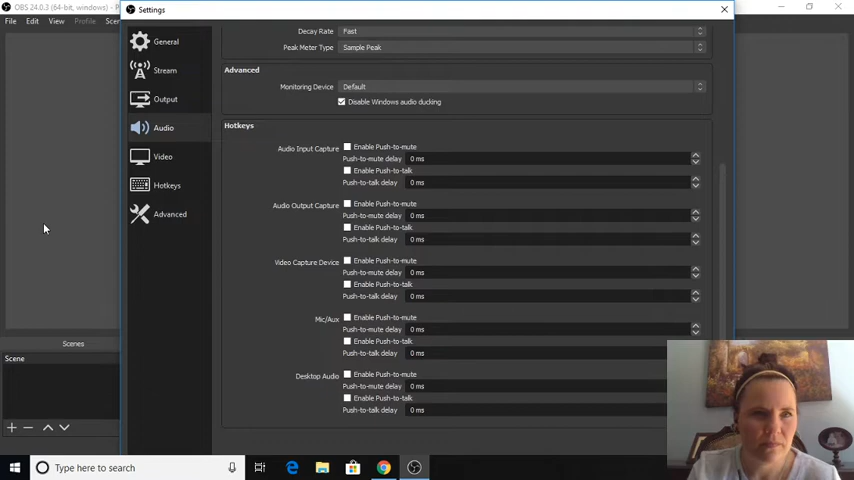 OBS 24.0.3 (64-bit, windows)
Settings
File Edit View Profile
General
Stream
Output
Audio
Video
Hotkeys
Advanced
Decay Rate Fast
Peak Meter Type Sample Peak
Advanced
Monitoring Device Default
Disable Windows audio ducking
Hotkeys
Audio Input Capture Enable Push-to-mute
Push-to-mute delay 0 ms
Enable Push-to-talk
Push-to-talk delay 0 ms
Audio Output Capture Enable Push-to-mute
Push-to-mute delay 0 ms
Enable Push-to-talk
Push-to-talk delay 0 ms
Video Capture Device Enable Push-to-mute
Push-to-mute delay 0 ms
Enable Push-to-talk
Push-to-talk delay 0 ms
Mic/Aux Enable Push-to-mute
Push-to-mute delay 0 ms
Enable Push-to-talk
Push-to-talk delay 0 ms
Desktop Audio Enable Push-to-mute
Push-to-mute delay 0 ms
Enable Push-to-talk
Push-to-talk delay 0 ms
Scenes
Scene
Type here to search